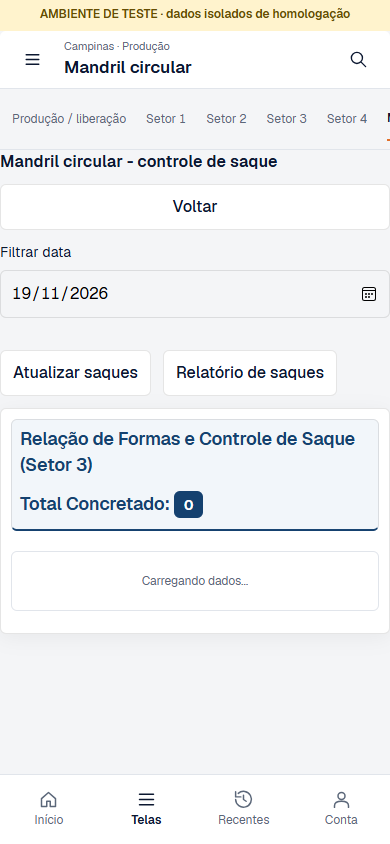 AMBIENTE DE TESTE · dados isolados de homologação
Campinas · Produção
Mandril circular
Produção / liberação Setor 1 Setor 2 Setor 3 Setor 4
Mandril circular - controle de saque
Voltar
Filtrar data
19/11/2026
Atualizar saques Relatório de saques
Relação de Formas e Controle de Saque
(Setor 3)
Total Concretado: 0
Carregando dados...
Início Telas Recentes Conta